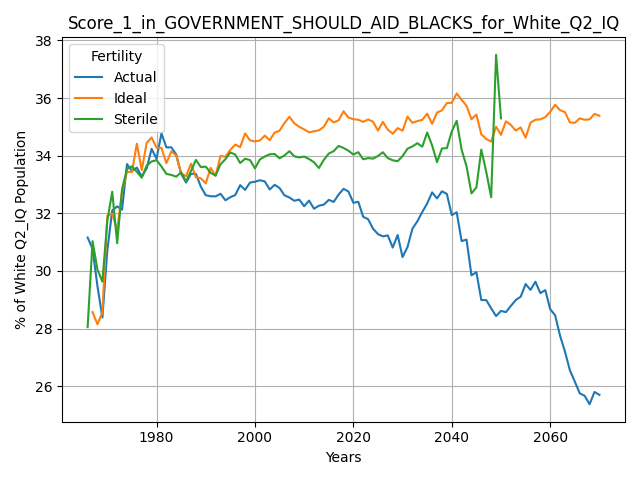 Score_1_in_GOVERNMENT_SHOULD_AID_BLACKS_for_White_Q2_IQ
Fertility
Actual
Ideal
Sterile
% of White Q2_IQ Population
38
36
34
32
30
28
26
1980
2000
2020
2040
2060
Years